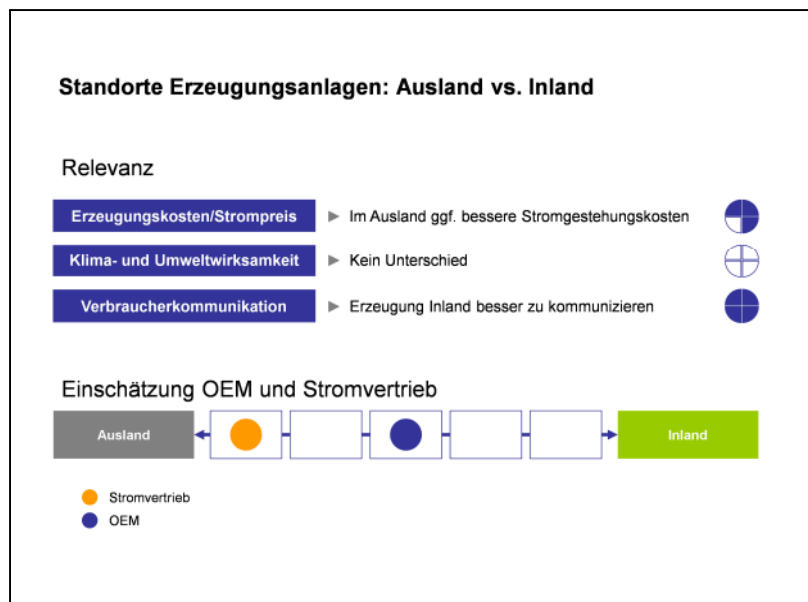 Standorte Erzeugungsanlagen: Ausland vs. Inland
Relevanz
Erzeugungskosten/Strompreis
Im Ausland ggf. bessere Stromgestehungskosten
Klima- und Umweltwirksamkeit
Kein Unterschied
Verbraucherkommunikation
Erzeugung Inland besser zu kommunizieren
Einschätzung OEM und Stromvertrieb
Ausland
Inland
Stromvertrieb
OEM